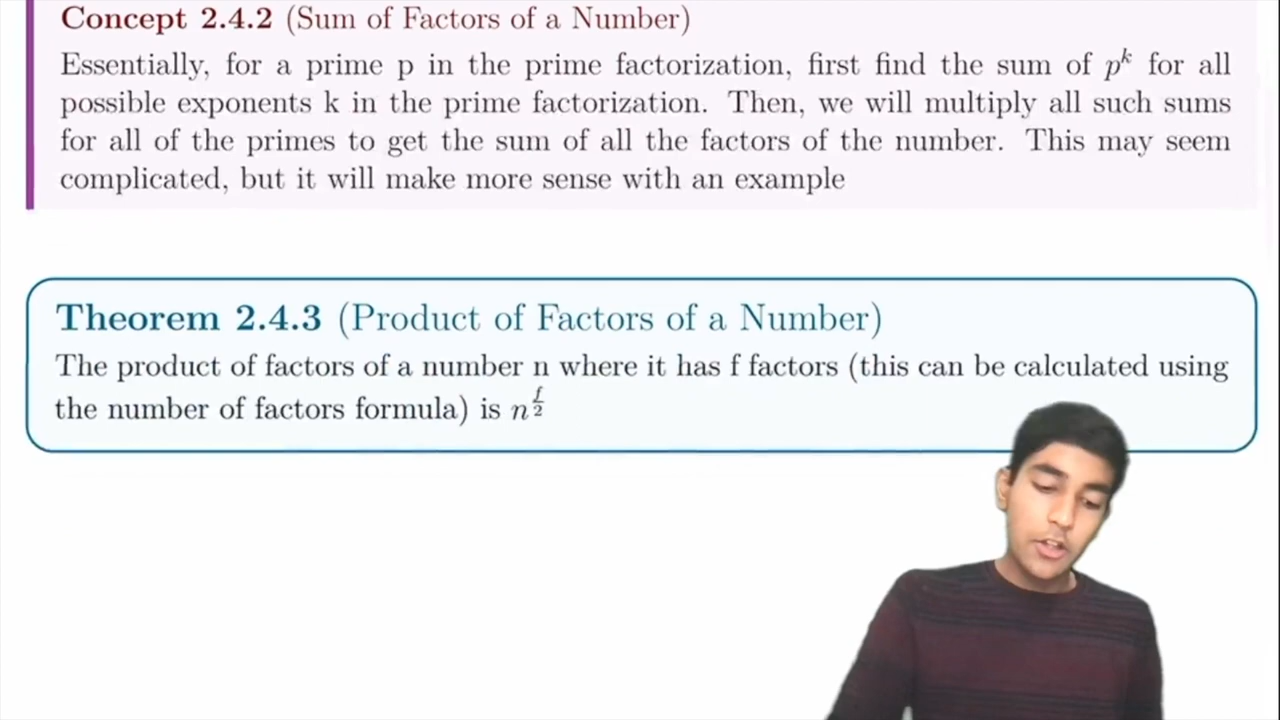 Concept 2.4.2 (Sum of Factors of a Number)
Essentially, for a prime p in the prime factorization, first find the sum of p^k for all
possible exponents k in the prime factorization. Then, we will multiply all such sums
for all of the primes to get the sum of all the factors of the number. This may seem
complicated, but it will make more sense with an example
Theorem 2.4.3 (Product of Factors of a Number)
The product of factors of a number n where it has f factors (this can be calculated using
the number of factors formula) is n^{f/2}